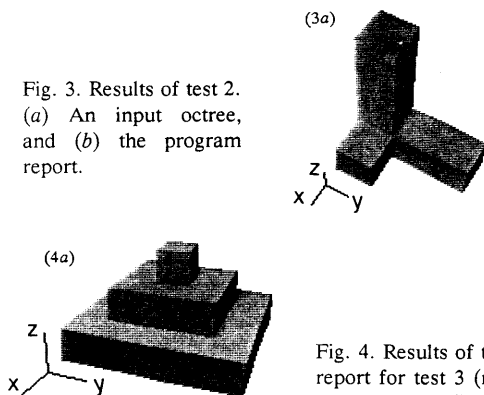 (3a)
Fig. 3. Results of test 2.
(a) An input octree,
and (b) the program
report.
z
x y
(4a)
z
x y
Fig. 4. Results of
report for test 3